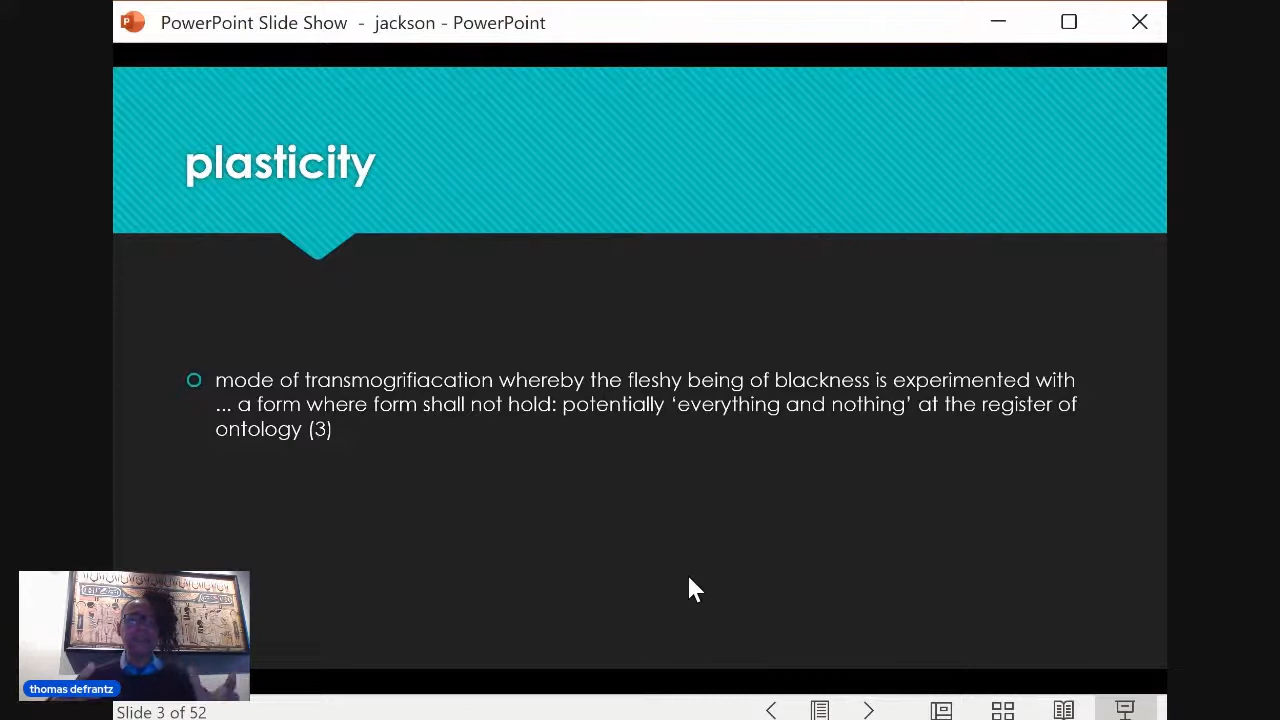 PowerPoint Slide Show - jackson - PowerPoint
plasticity
mode of transmogrifiacation whereby the fleshy being of blackness is experimented with
... a form where form shall not hold: potentially ‘everything and nothing’ at the register of
ontology (3)
thomas defrantz
Slide 3 of 52